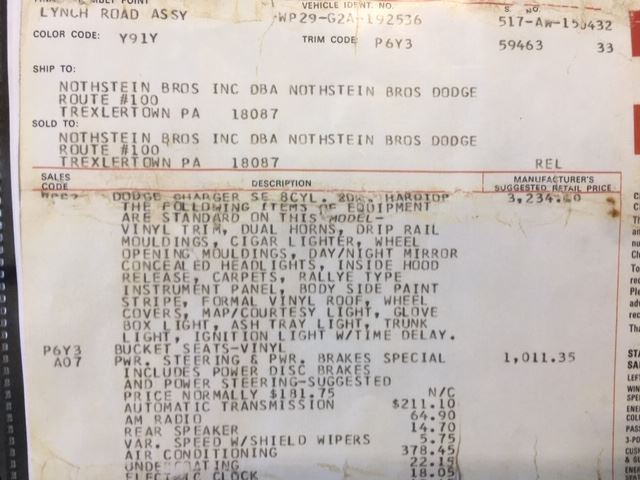 LYNCH ROAD ASSY
VEHICLE IDENT. NO.
WP29-G2A-192536
S. NO.
517-AW-150432
COLOR CODE: Y91Y
TRIM CODE P6Y3
59463 33
SHIP TO:
NOTHSTEIN BROS INC DBA NOTHSTEIN BROS DODGE
ROUTE #100
TREXLERTOWN PA 18087
SOLD TO:
NOTHSTEIN BROS INC DBA NOTHSTEIN BROS DODGE
ROUTE #100
TREXLERTOWN PA 18087 REL
SALES CODE DESCRIPTION MANUFACTURER'S SUGGESTED RETAIL PRICE
DODGE CHARGER SE 8CYL. 2DR. HARDTOP
THE FOLLOWING ITEMS OF EQUIPMENT
ARE STANDARD ON THIS MODEL-
VINYL TRIM, DUAL HORNS, DRIP RAIL
MOULDINGS, CIGAR LIGHTER, WHEEL
OPENING MOULDINGS, DAY/NIGHT MIRROR
CONCEALED HEADLIGHTS, INSIDE HOOD
RELEASE, CARPETS, RALLYE TYPE
INSTRUMENT PANEL, BODY SIDE PAINT
STRIPE, FORMAL VINYL ROOF, WHEEL
COVERS, MAP/COURTESY LIGHT, GLOVE
BOX LIGHT, ASH TRAY LIGHT, TRUNK
LIGHT, IGNITION LIGHT W/TIME DELAY.
P6Y3 BUCKET SEATS-VINYL
A07 PWR. STEERING & PWR. BRAKES SPECIAL 1,011.35
INCLUDES POWER DISC BRAKES
AND POWER STEERING-SUGGESTED
PRICE NORMALLY $181.75 N/C
AUTOMATIC TRANSMISSION $211.10
AM RADIO 64.90
REAR SPEAKER 14.70
VAR. SPEED W/SHIELD WIPERS 5.75
AIR CONDITIONING 378.45
UNDERCOATING 22.15
ELECTRIC CLOCK 18.05